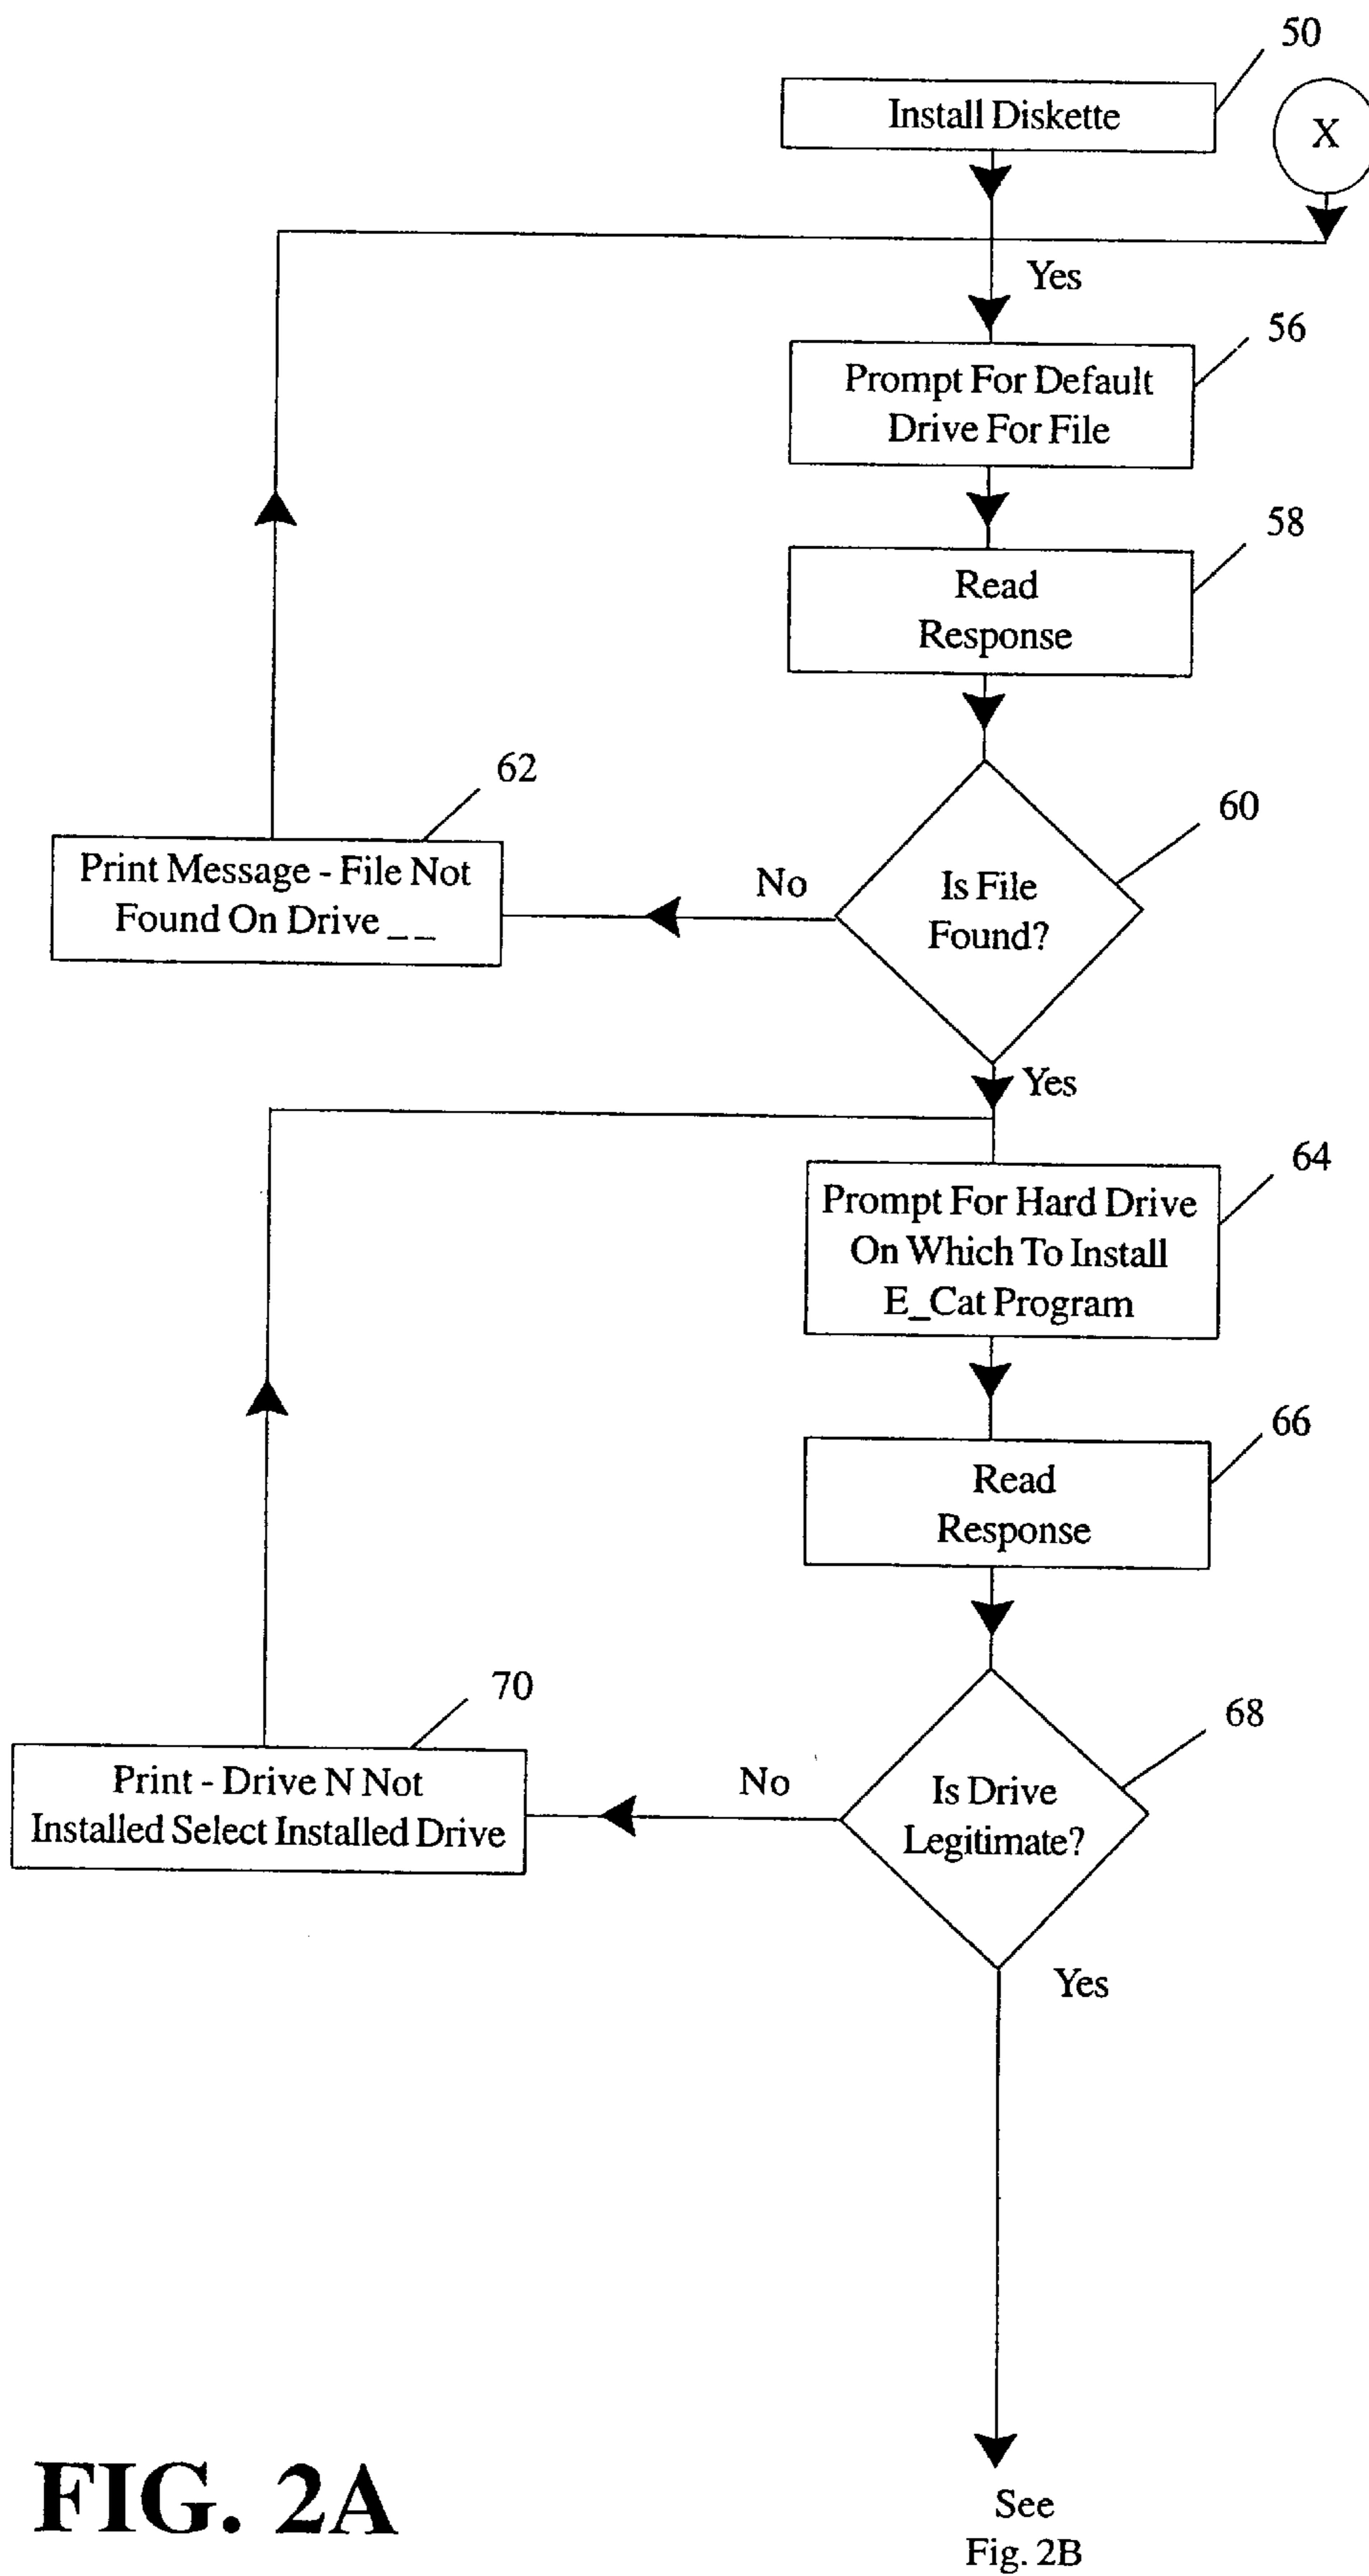 50
Install Diskette
X
Yes
56
Prompt For Default
Drive For File
58
Read
Response
62
60
Print Message - File Not
Found On Drive _ _
No
Is File
Found?
Yes
64
Prompt For Hard Drive
On Which To Install
E_Cat Program
66
Read
Response
70
68
Print - Drive N Not
Installed Select Installed Drive
No
Is Drive
Legitimate?
Yes
FIG. 2A
See
Fig. 2B